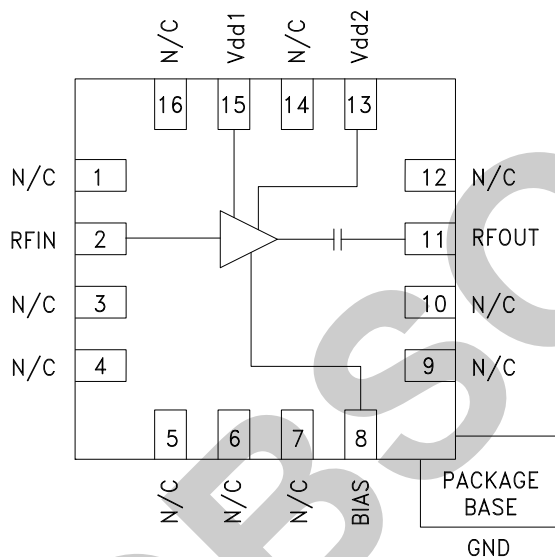 N/C Vdd1 N/C Vdd2
16 15 14 13
N/C 1 12 N/C
RFIN 2 11 RFOUT
N/C 3 10 N/C
N/C 4 9 N/C
5 6 7 8
N/C N/C N/C BIAS
PACKAGE
BASE
GND
BSO